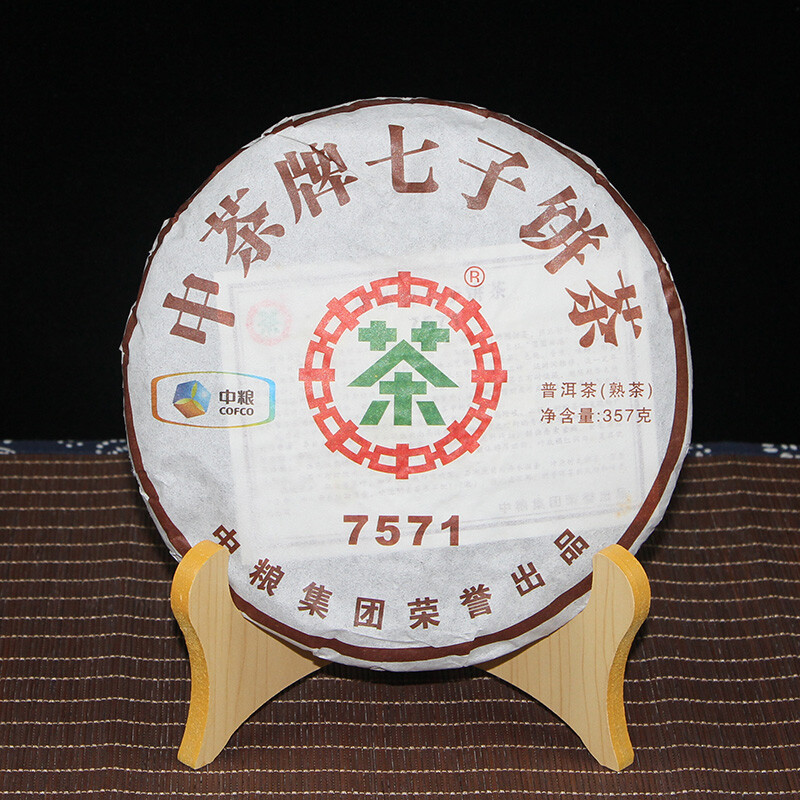 中茶牌七子饼茶
®
茶
中粮
COFCO
普洱茶(熟茶)
净含量:357克
7571
中粮集团荣誉出品